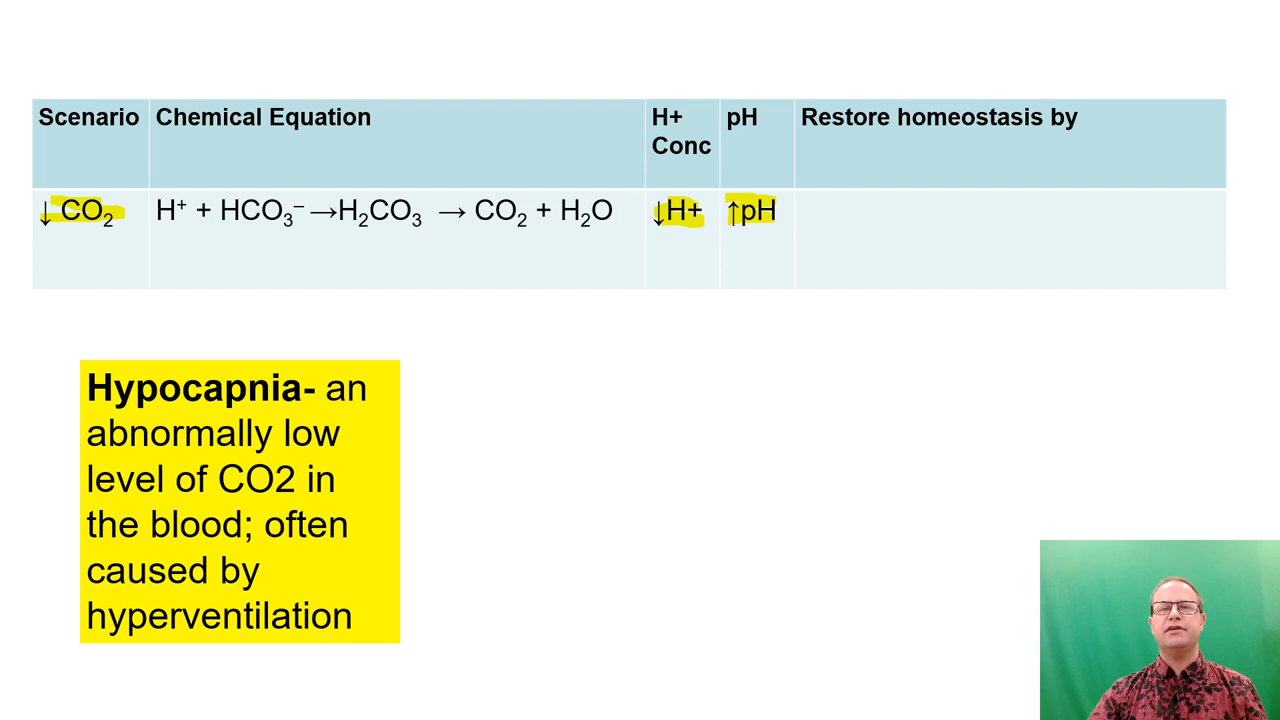 Scenario
Chemical Equation
H+
Conc
pH
Restore homeostasis by
↓ CO₂
H⁺ + HCO₃⁻ →H₂CO₃ → CO₂ + H₂O
↓H+
↑pH
Hypocapnia- an
abnormally low
level of CO2 in
the blood; often
caused by
hyperventilation